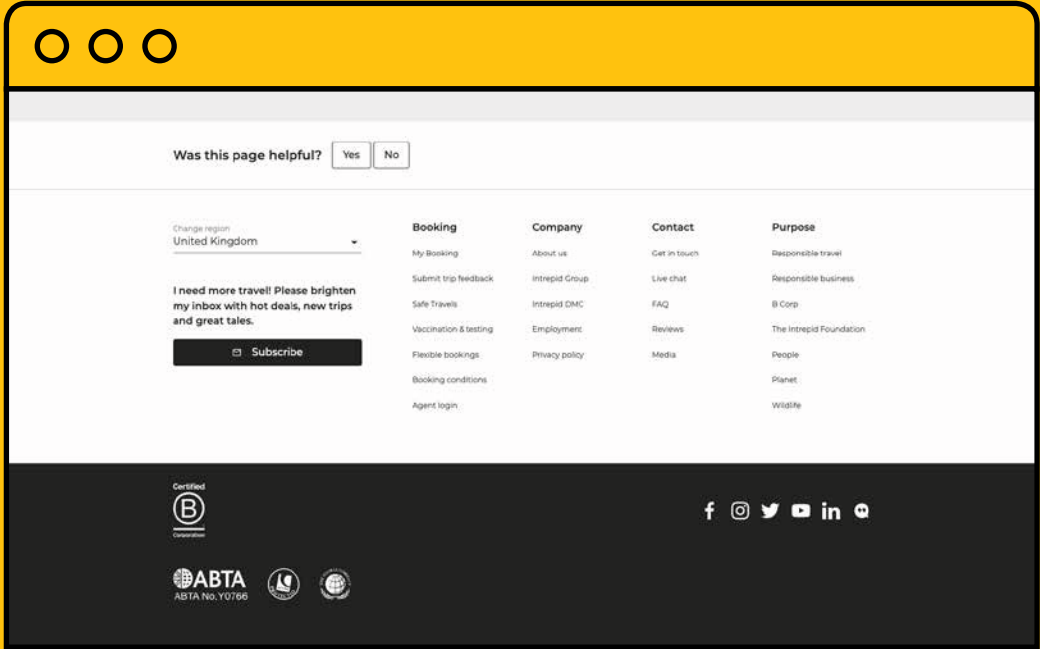 Was this page helpful? Yes No
Change region
United Kingdom
I need more travel! Please brighten
my inbox with hot deals, new trips
and great tales.
Subscribe
Booking
My Booking
Submit trip feedback
Safe Travels
Vaccination & testing
Flexible bookings
Booking conditions
Agent login
Company
About us
Intrepid Group
Intrepid DMC
Employment
Privacy policy
Contact
Get in touch
Live chat
FAQ
Reviews
Media
Purpose
Responsible travel
Responsible business
B Corp
The Intrepid Foundation
People
Planet
Wildlife
Certified
B
Corporation
ABTA
ABTA No. Y0766